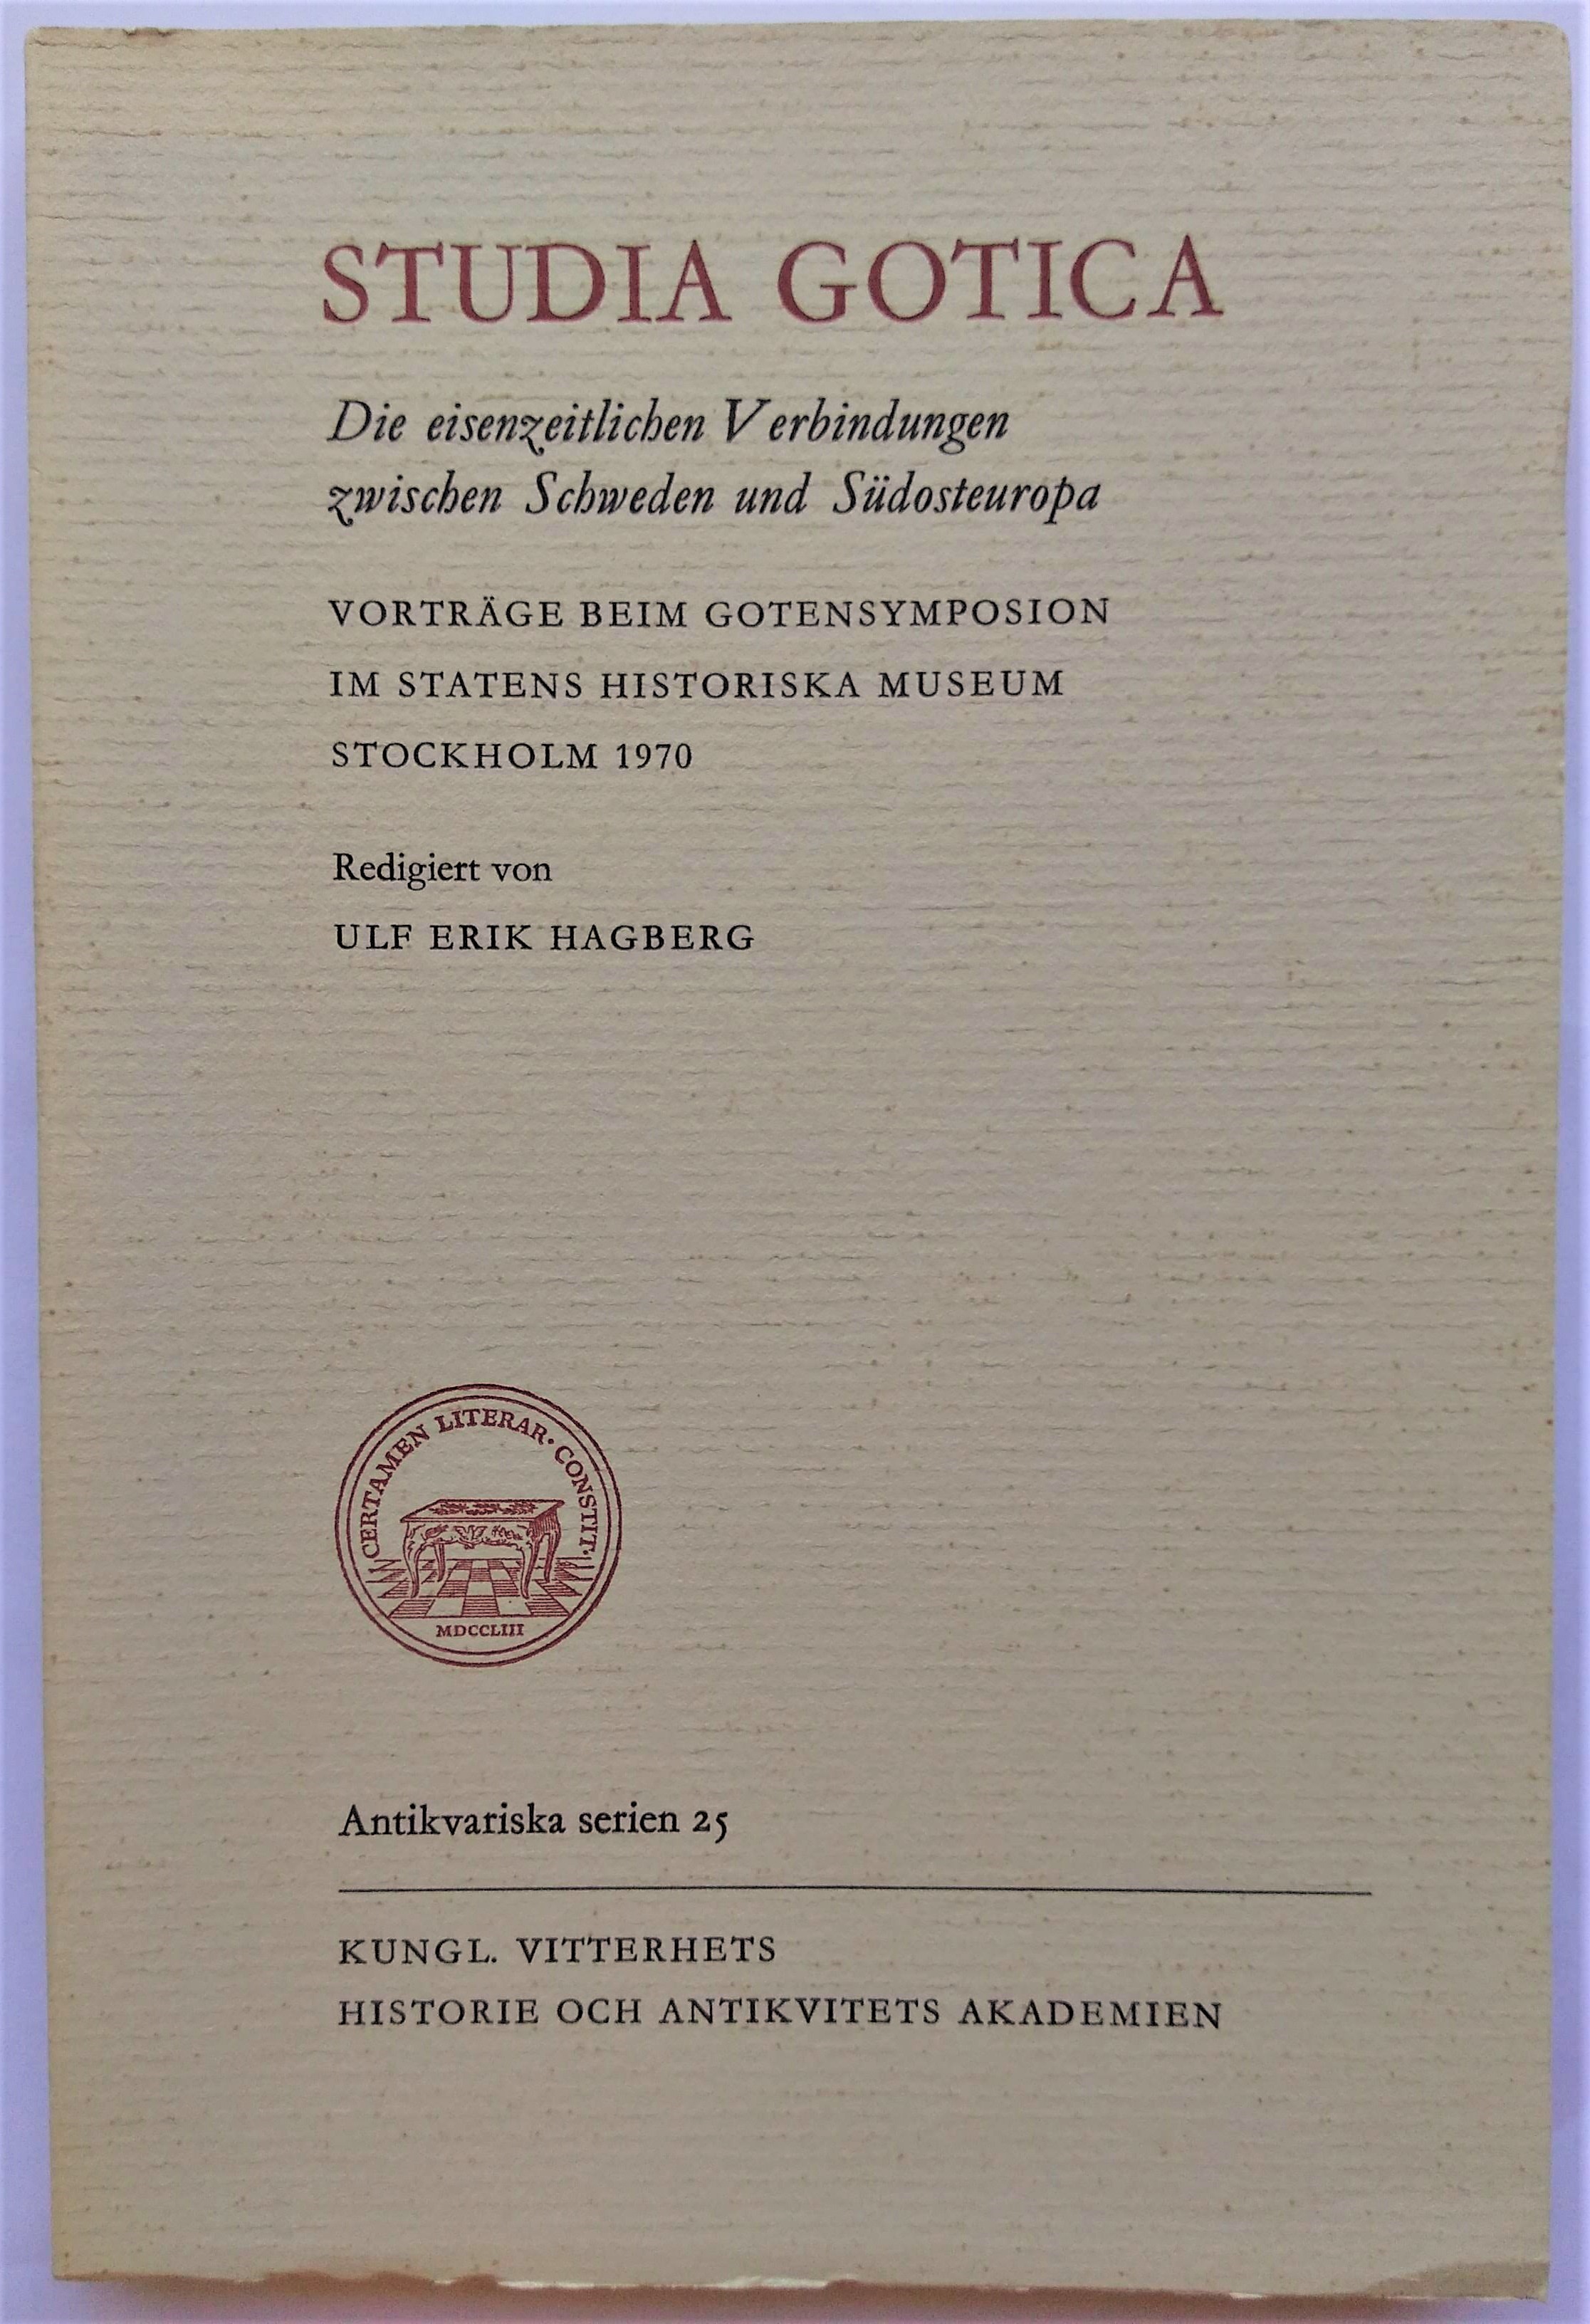 STUDIA GOTICA
Die eisenzeitlichen Verbindungen
zwischen Schweden und Südosteuropa
VORTRÄGE BEIM GOTENSYMPOSION
IM STATENS HISTORISKA MUSEUM
STOCKHOLM 1970
Redigiert von
ULF ERIK HAGBERG
CERTAMEN LITERAR· CONSTIT·
MDCCLIII
Antikvariska serien 25
KUNGL. VITTERHETS
HISTORIE OCH ANTIKVITETS AKADEMIEN